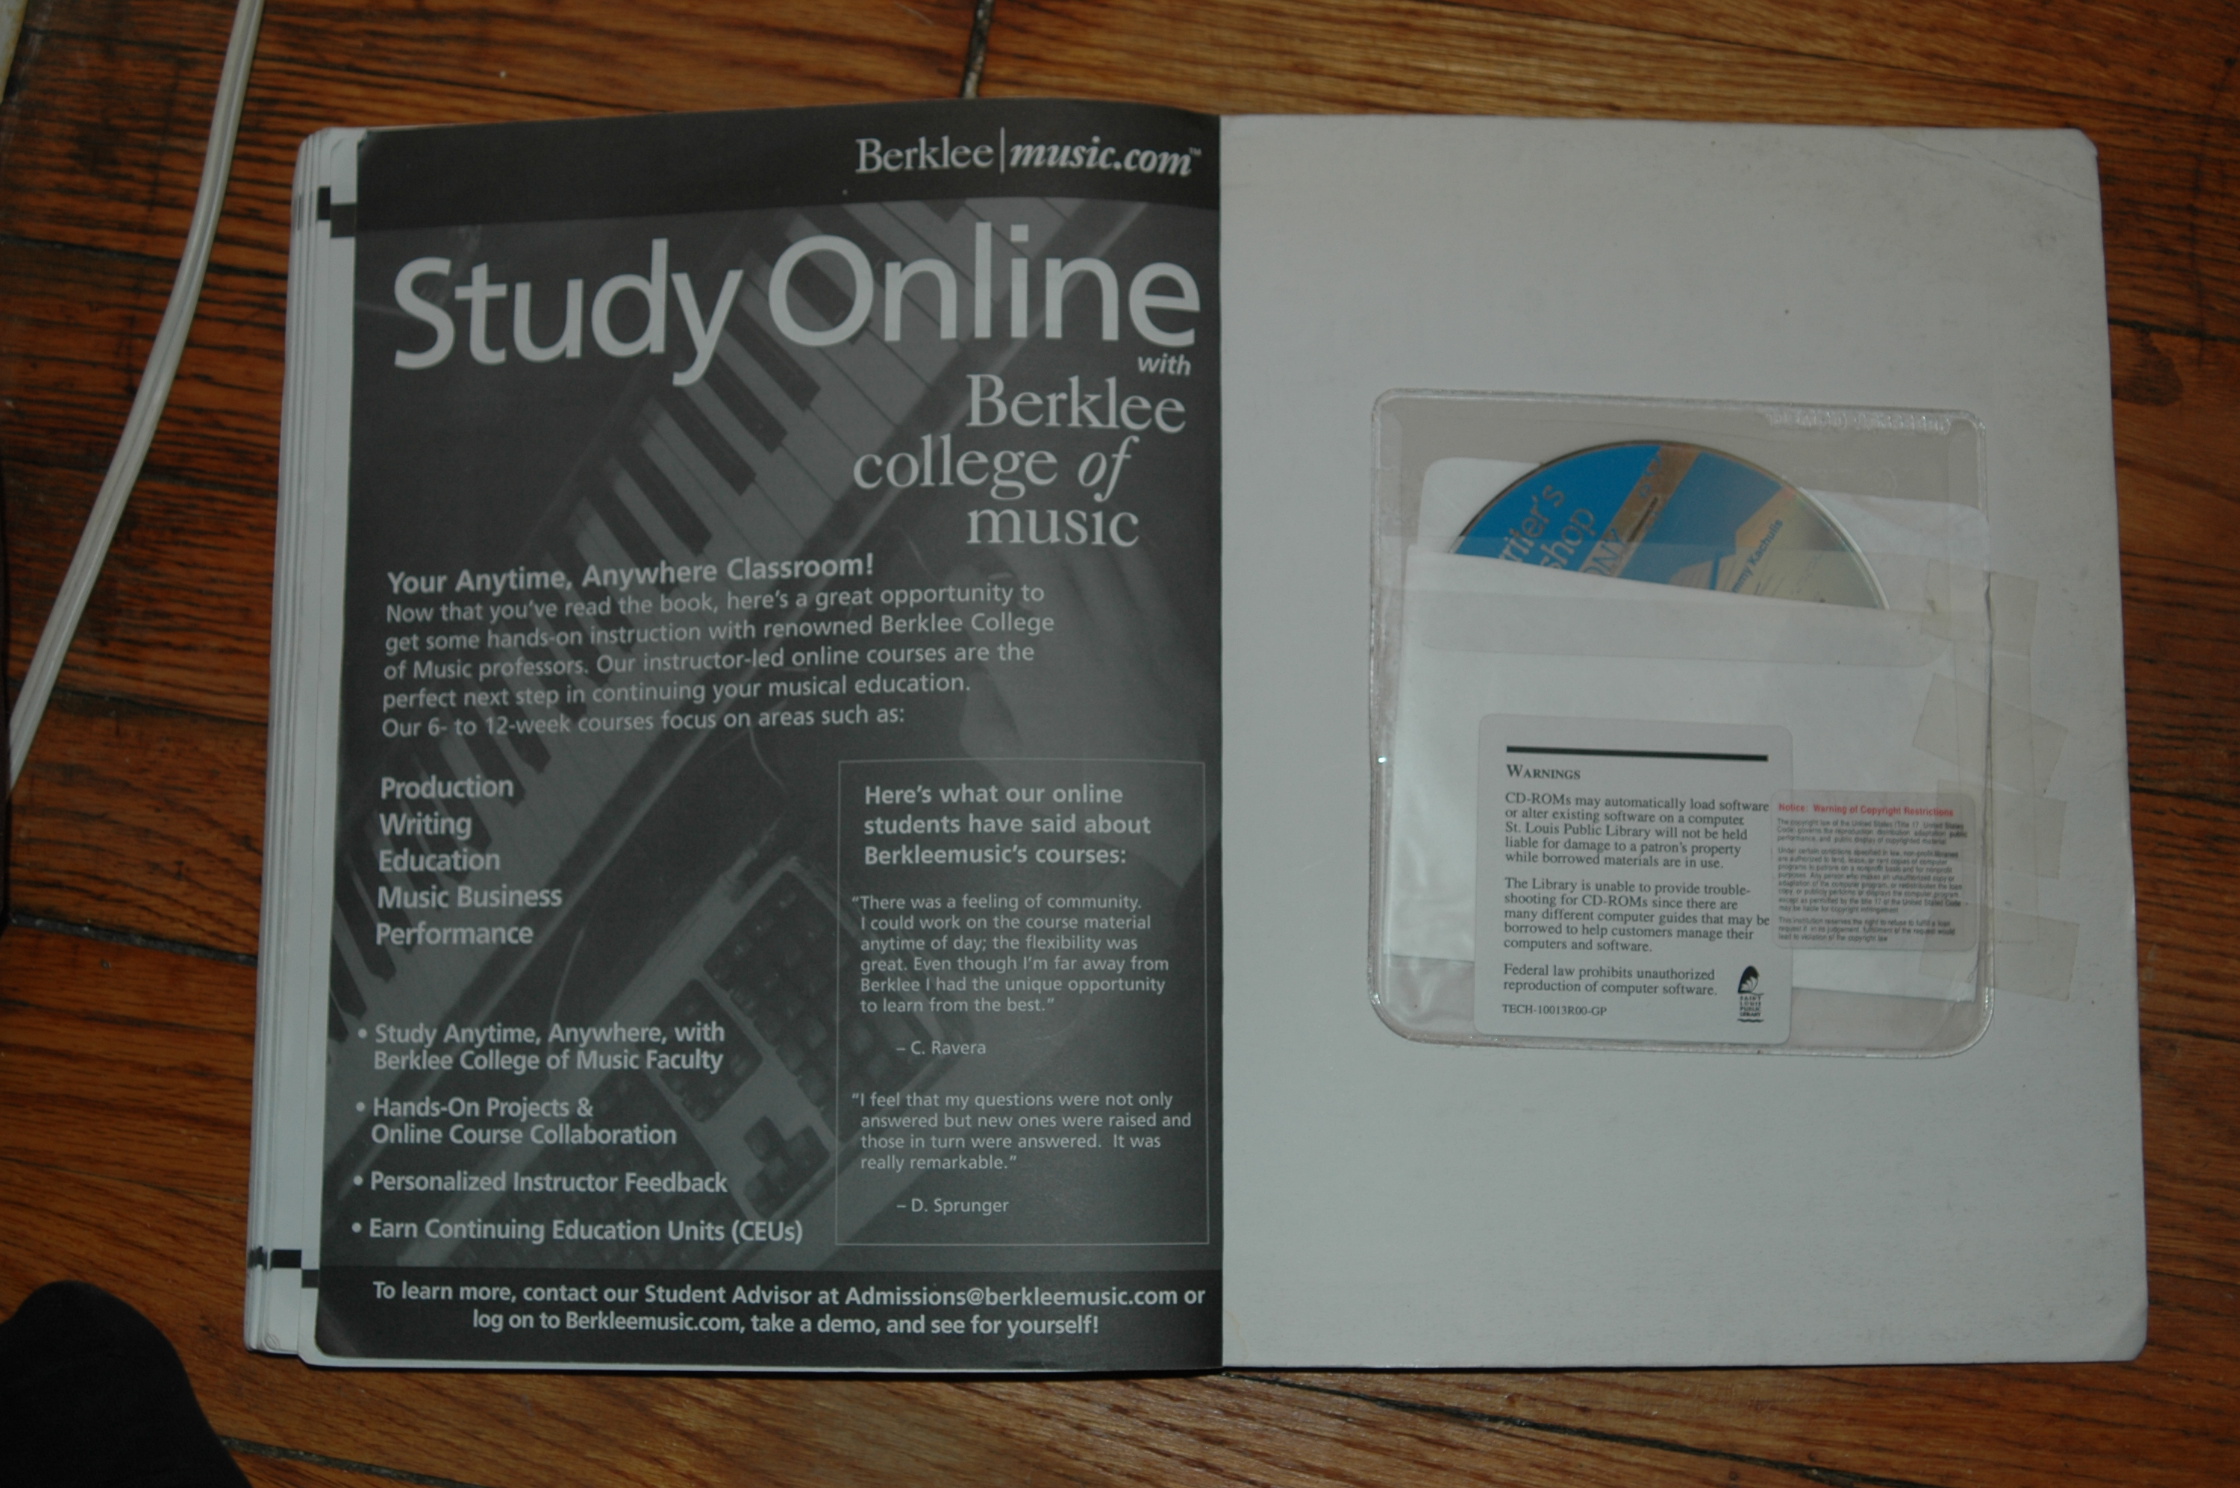 Berklee|music.com™
Study Online
with
Berklee
college of
music
Your Anytime, Anywhere Classroom!
Now that you've read the book, here's a great opportunity to
get some hands-on instruction with renowned Berklee College
of Music professors. Our instructor-led online courses are the
perfect next step in continuing your musical education.
Our 6- to 12-week courses focus on areas such as:
Production
Writing
Education
Music Business
Performance
• Study Anytime, Anywhere, with
Berklee College of Music Faculty
• Hands-On Projects &
Online Course Collaboration
• Personalized Instructor Feedback
• Earn Continuing Education Units (CEUs)
Here's what our online
students have said about
Berkleemusic's courses:
"There was a feeling of community.
I could work on the course material
anytime of day; the flexibility was
great. Even though I'm far away from
Berklee I had the unique opportunity
to learn from the best."
– C. Ravera
"I feel that my questions were not only
answered but new ones were raised and
those in turn were answered. It was
really remarkable."
– D. Sprunger
To learn more, contact our Student Advisor at Admissions@berkleemusic.com or
log on to Berkleemusic.com, take a demo, and see for yourself!
mmy Kachulis
WARNINGS
CD-ROMs may automatically load software
or alter existing software on a computer.
St. Louis Public Library will not be held
liable for damage to a patron's property
while borrowed materials are in use.
The Library is unable to provide trouble-
shooting for CD-ROMs since there are
many different computer guides that may be
borrowed to help customers manage their
computers and software.
Federal law prohibits unauthorized
reproduction of computer software.
TECH-10013R00-GP
SAINT
LOUIS
PUBLIC
LIBRARY
Notice: Warning of Copyright Restrictions